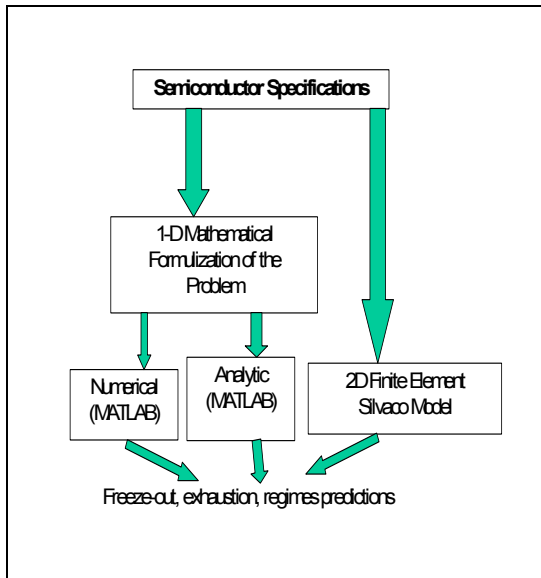 Semiconductor Specifications
1-D Mathematical
Formulization of the
Problem
Numerical
(MATLAB)
Analytic
(MATLAB)
2D Finite Element
Silvaco Model
Freeze-out, exhaustion, regimes predictions